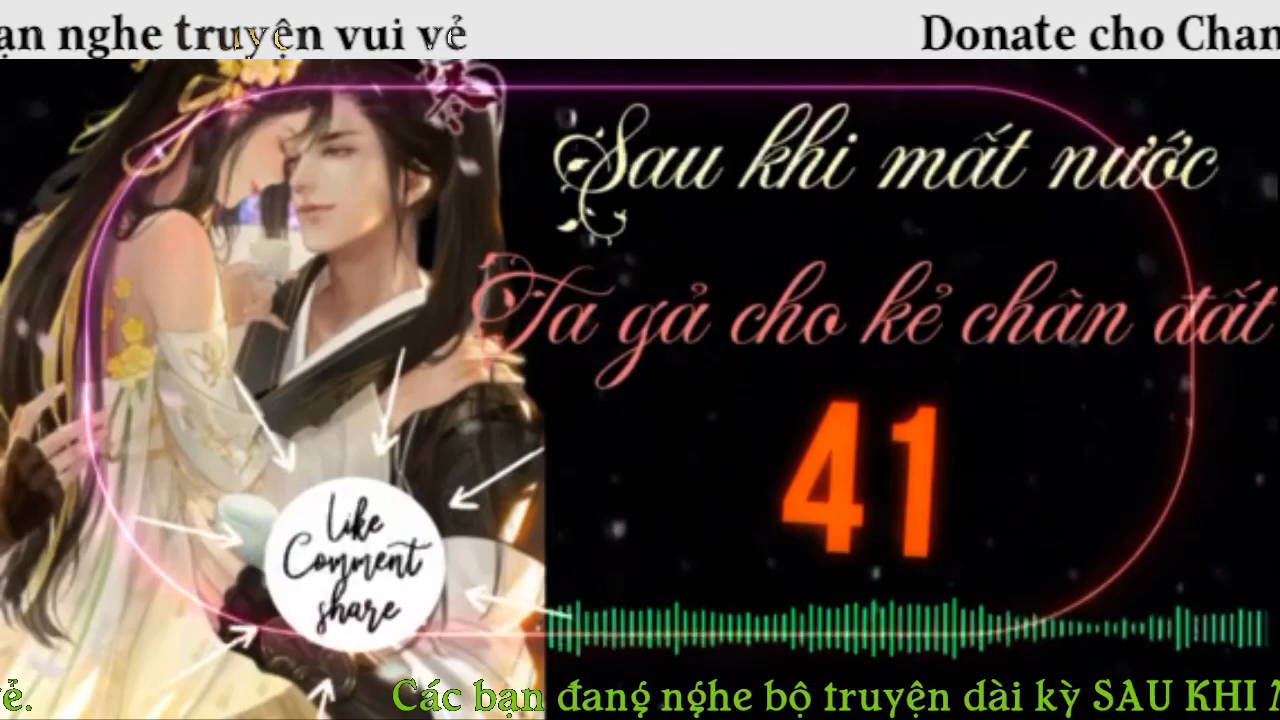 ạn nghe truyện vui vẻ Donate cho Chan
Sau khi mất nước
Ta gả cho kẻ chân đất
41
like
Comment
share
ẻ. Các bạn đang nghe bộ truyện dài kỳ SAU KHI